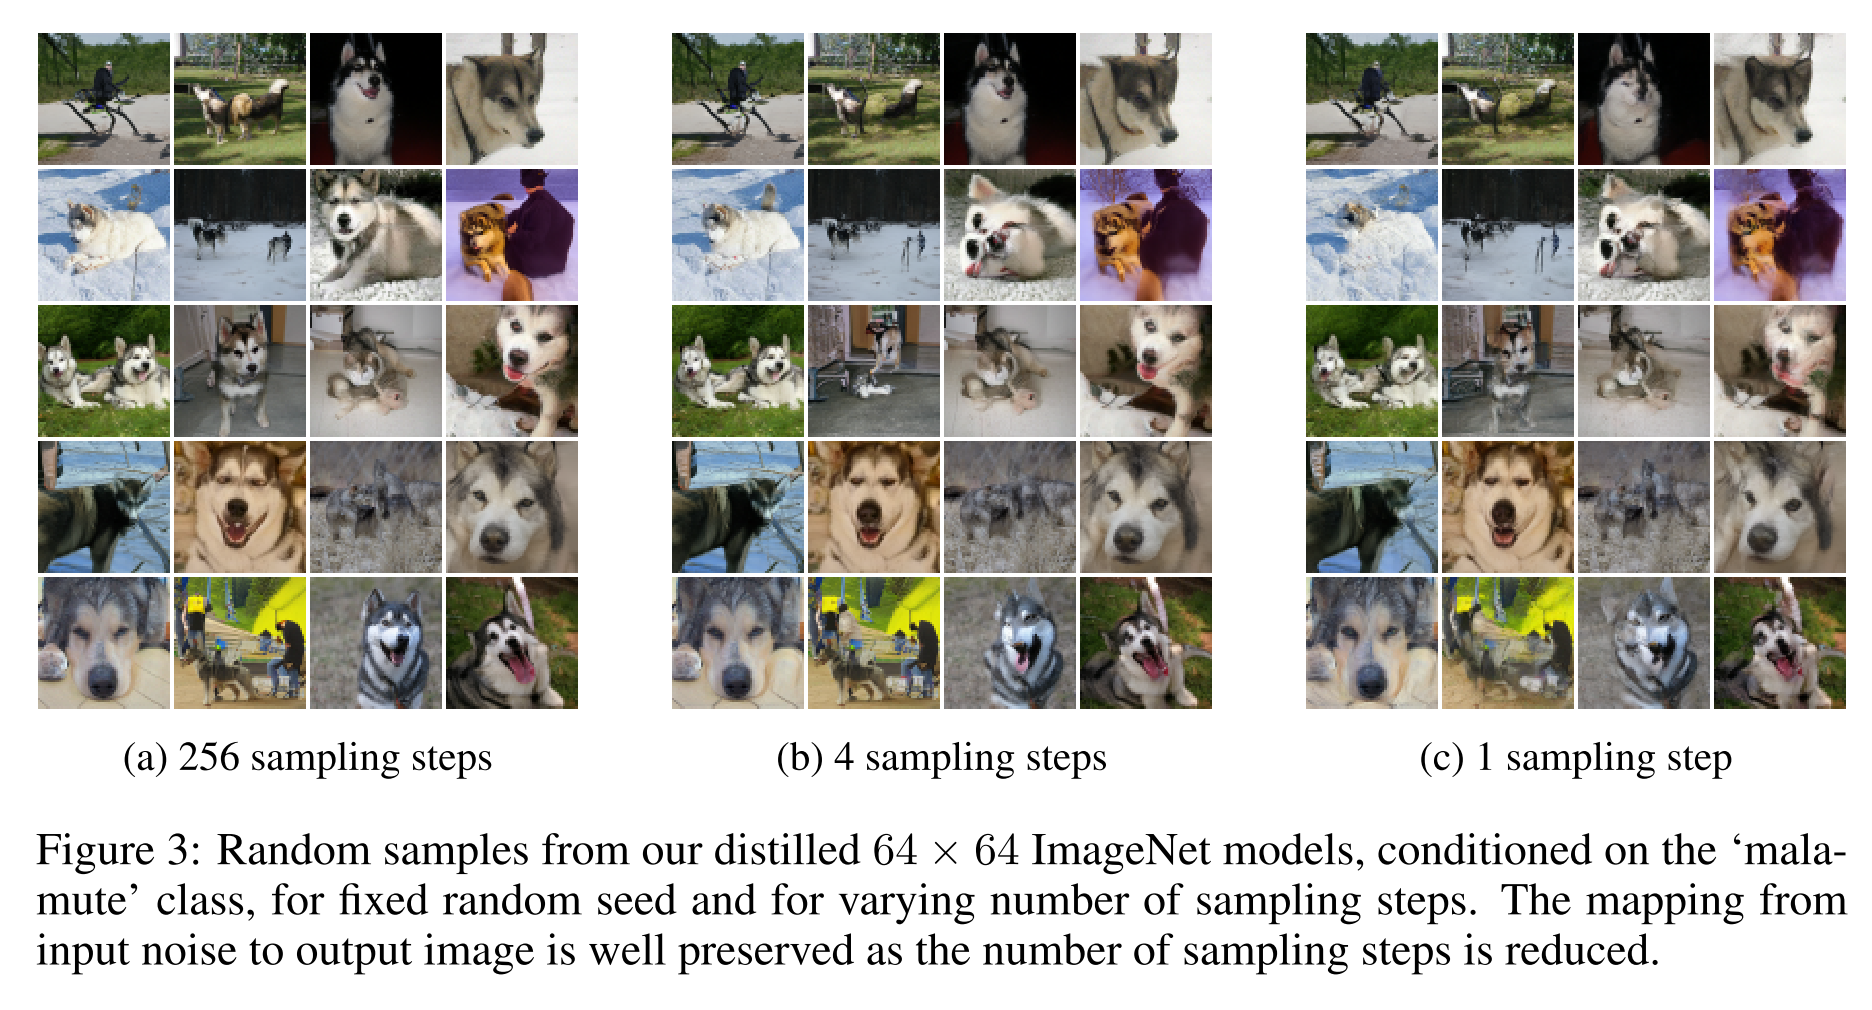 (a) 256 sampling steps
(b) 4 sampling steps
(c) 1 sampling step
Figure 3: Random samples from our distilled 64 × 64 ImageNet models, conditioned on the ‘mala-
mute’ class, for fixed random seed and for varying number of sampling steps. The mapping from
input noise to output image is well preserved as the number of sampling steps is reduced.